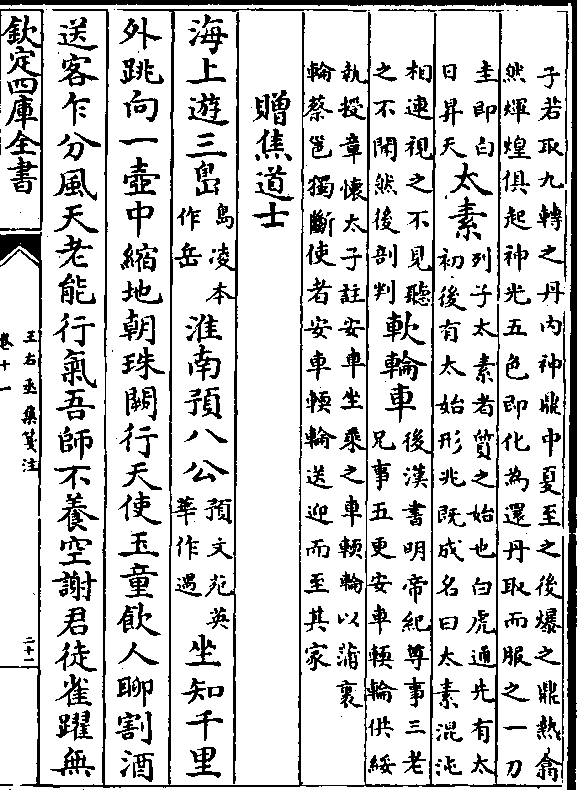 子若取九轉之丹内神鼎中夏至之後爆之鼎熱翕
然輝煌俱起神光五色即化為還丹取而服之一刀
圭即白日昇天太素列子太素者質之始也白虎通先有太初後有太始形兆既成名曰太素混沌
相連視之不見聽之不聞然後剖判軟輪車後漢書明帝紀尊事三老兄事五更安車輭輪供綏
執授章懷太子註安車坐乘之車輭輪以蒲裹
輪蔡邕獨斷使者安車輭輪送迎而至其家
贈焦道士
海上遊三㠀島凌本作岳淮南預八公預文苑英華作遇坐知千里
外跳向一壺中縮地朝珠闕行天使玉童飲人聊割酒
送客乍分風天老能行氣吾師不養空謝君徒雀躍無
欽定四庫全書
王右丞集箋注
卷十一
二十二